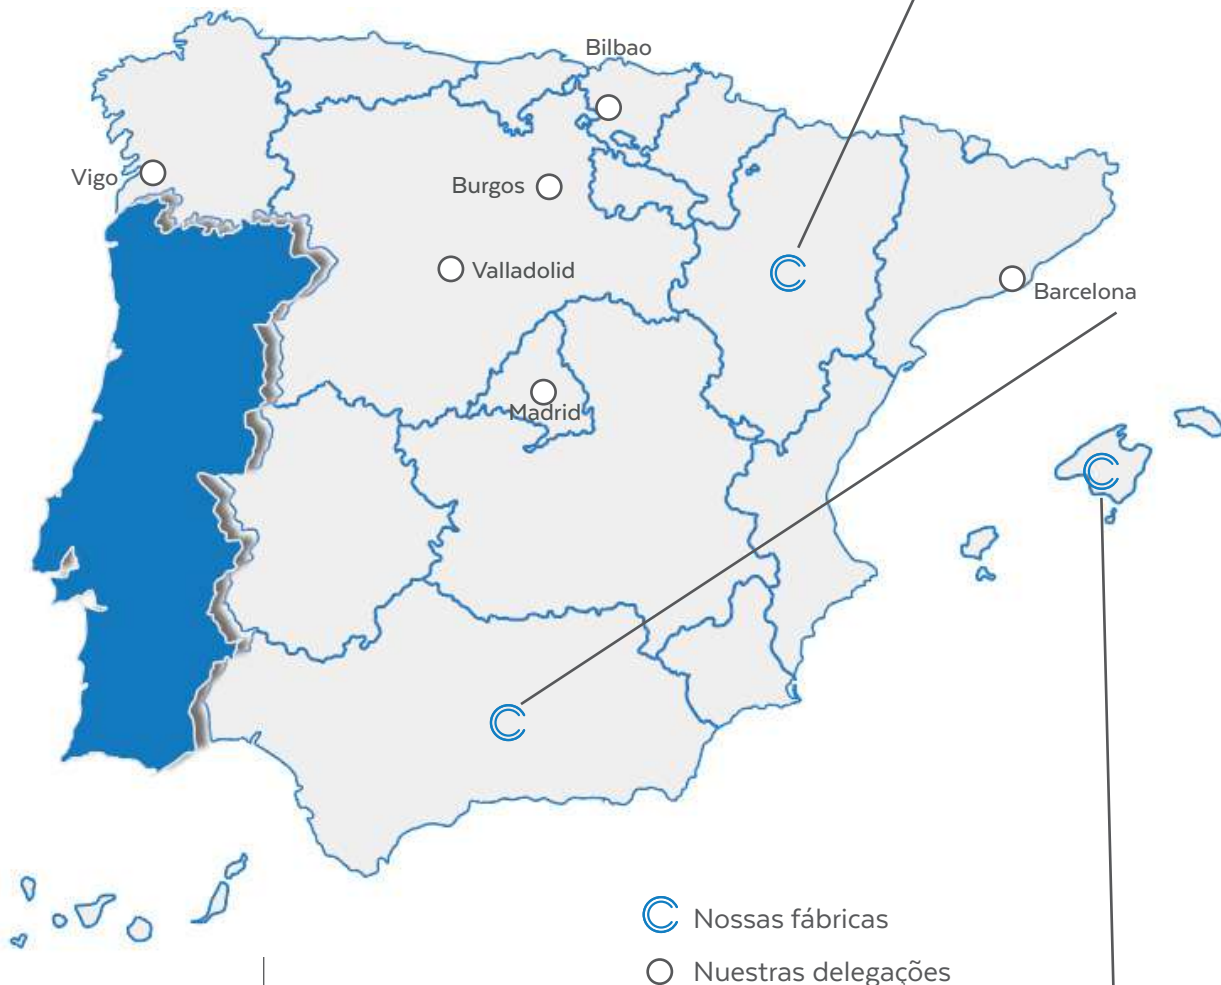 Bilbao
Vigo
Burgos
Valladolid
Barcelona
Madrid
Nossas fábricas
Nuestras delegações